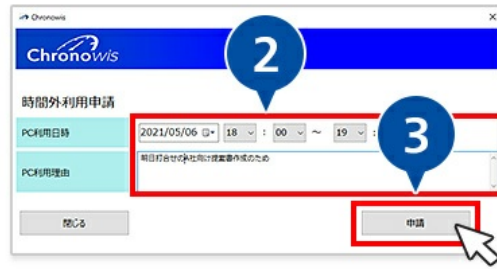 Chronowis
Chronowis
2
時間外利用申請
PC利用日時 2021/05/06 18 : 00 ～ 19 :
3
PC利用理由 明日打合せのA社向け提案書作成のため
閉じる 申請